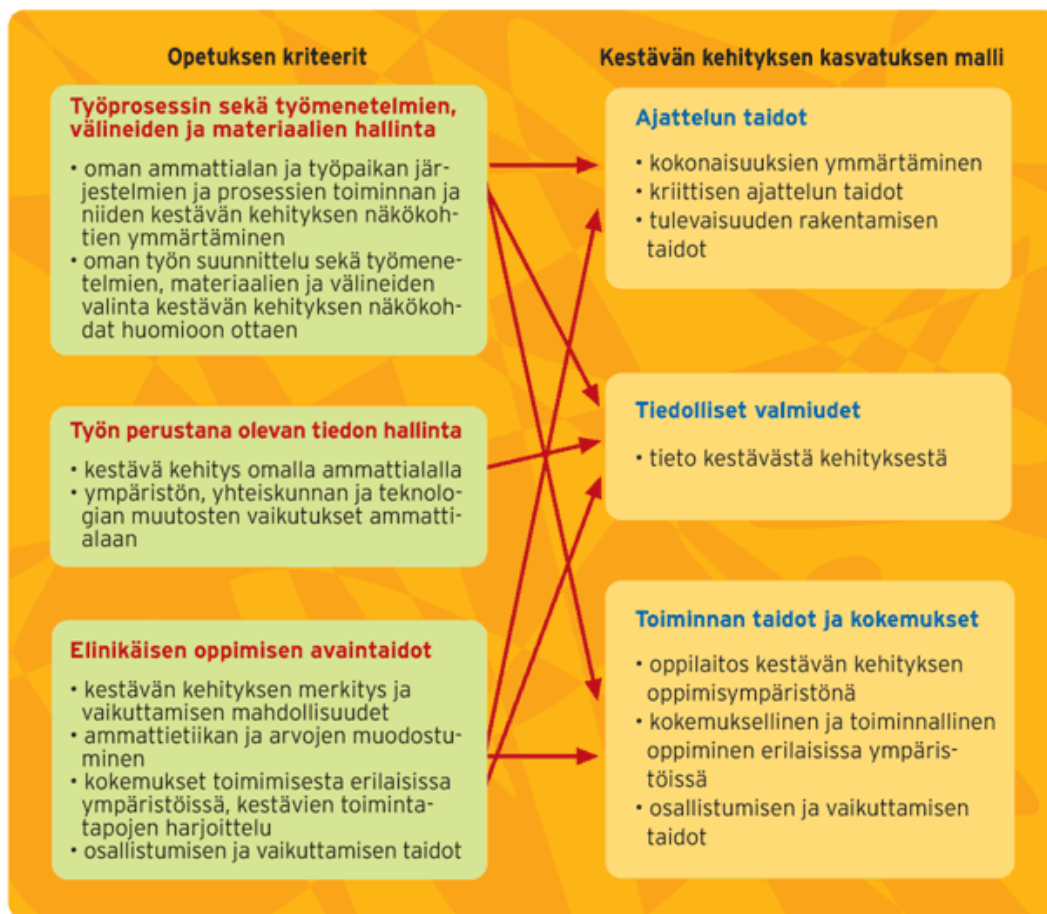 Opetuksen kriteerit
Työprosessin sekä työmenetelmien,
välineiden ja materiaalien hallinta
• oman ammattialan ja työpaikan jär-
jestelmien ja prosessien toiminnan ja
niiden kestävän kehityksen näkökoh-
tien ymmärtäminen
• oman työn suunnittelu sekä työmene-
telmien, materiaalien ja välineiden
valinta kestävän kehityksen näkökoh-
dat huomioon ottaen
Työn perustana olevan tiedon hallinta
• kestävä kehitys omalla ammattialalla
• ympäristön, yhteiskunnan ja teknolo-
gian muutosten vaikutukset ammatti-
alaan
Elinikäisen oppimisen avaintaidot
• kestävän kehityksen merkitys ja
vaikuttamisen mahdollisuudet
• ammattietiikan ja arvojen muodostu-
minen
• kokemukset toimimisesta erilaisissa
ympäristöissä, kestävien toiminta-
tapojen harjoittelu
• osallistumisen ja vaikuttamisen taidot
Kestävän kehityksen kasvatuksen malli
Ajattelun taidot
• kokonaisuuksien ymmärtäminen
• kriittisen ajattelun taidot
• tulevaisuuden rakentamisen
taidot
Tiedolliset valmiudet
• tieto kestävästä kehityksestä
Toiminnan taidot ja kokemukset
• oppilaitos kestävän kehityksen
oppimisympäristönä
• kokemuksellinen ja toiminnallinen
oppiminen erilaisissa ympäris-
töissä
• osallistumisen ja vaikuttamisen
taidot